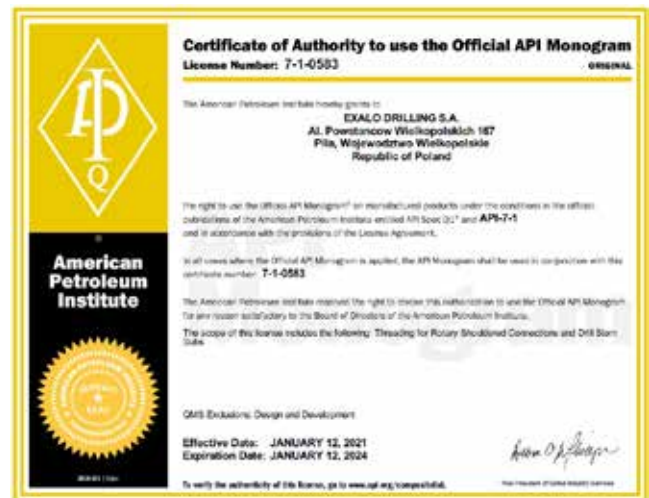 Certificate of Authority to use the Official API Monogram
License Number: 7-1-0583
ORIGINAL
The American Petroleum Institute hereby grants to
EXALO DRILLING S.A.
Al. Powstancow Wielkopolskich 167
Pila, Wojewodztwo Wielkopolskie
Republic of Poland
the right to use the Official API Monogram® on manufactured products under the conditions in the official
publications of the American Petroleum Institute entitled API Spec Q1® and API-7-1
and in accordance with the provisions of the License Agreement.
In all cases where the Official API Monogram is applied, the API Monogram shall be used in conjunction with this
certificate number: 7-1-0583
The American Petroleum Institute reserves the right to revoke this authorization to use the Official API Monogram
for any reason satisfactory to the Board of Directors of the American Petroleum Institute.
The scope of this license includes the following: Threading for Rotary Shouldered Connections and Drill Stem
Subs
QMS Exclusions: Design and Development
Effective Date: JANUARY 12, 2021
Expiration Date: JANUARY 12, 2024
To verify the authenticity of this license, go to www.api.org/compositelist.
Vice President of Global Industry Services
API
Q
American
Petroleum
Institute